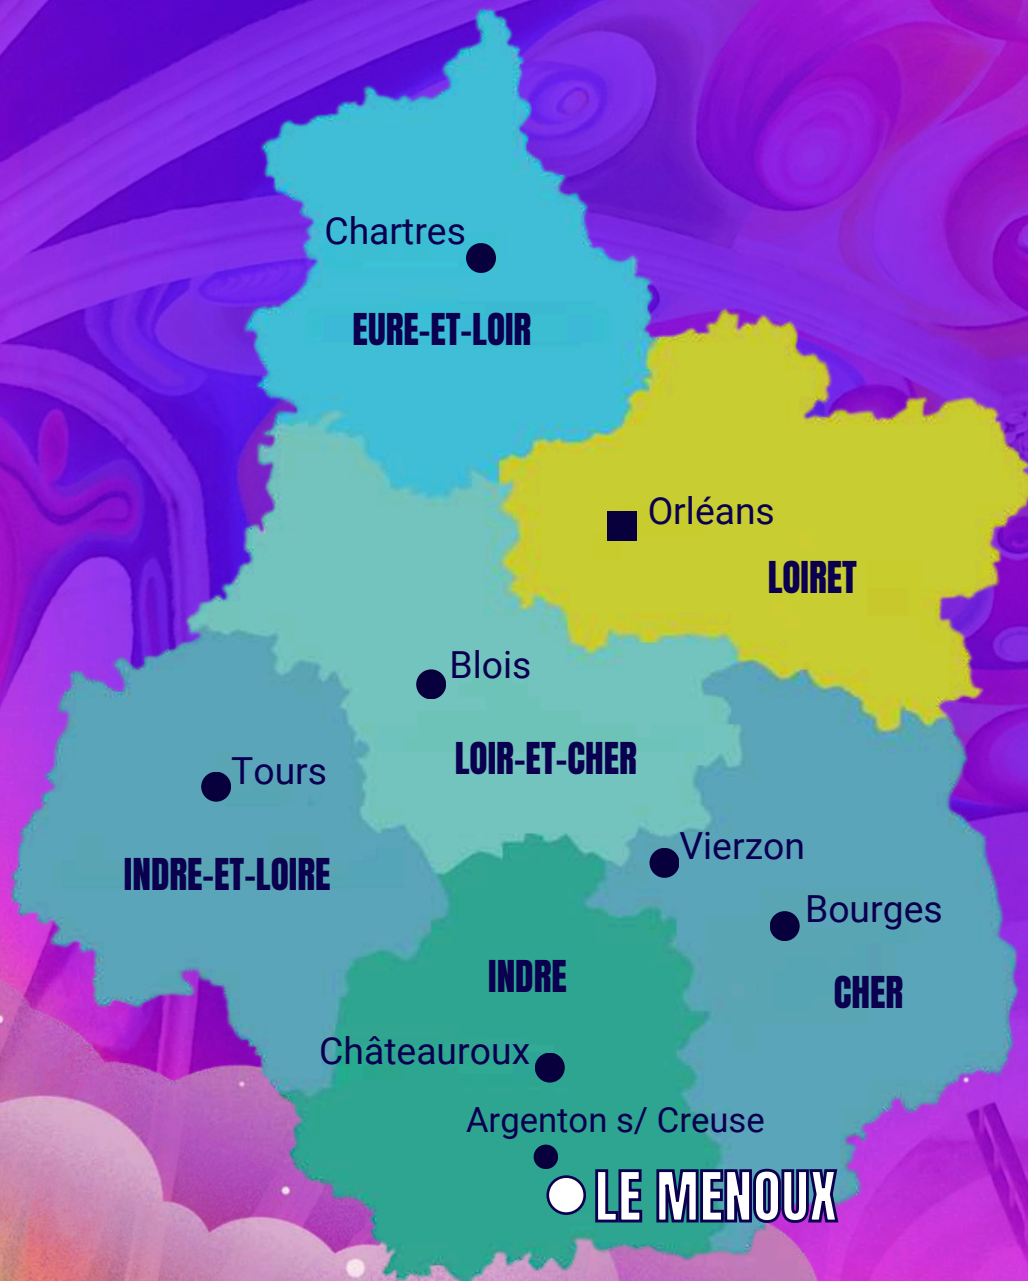 Chartres
EURE-ET-LOIR
Orléans
LOIRET
Blois
LOIR-ET-CHER
Tours
INDRE-ET-LOIRE
Vierzon
Bourges
INDRE
CHER
Châteauroux
Argenton s/ Creuse
LE MENOUX